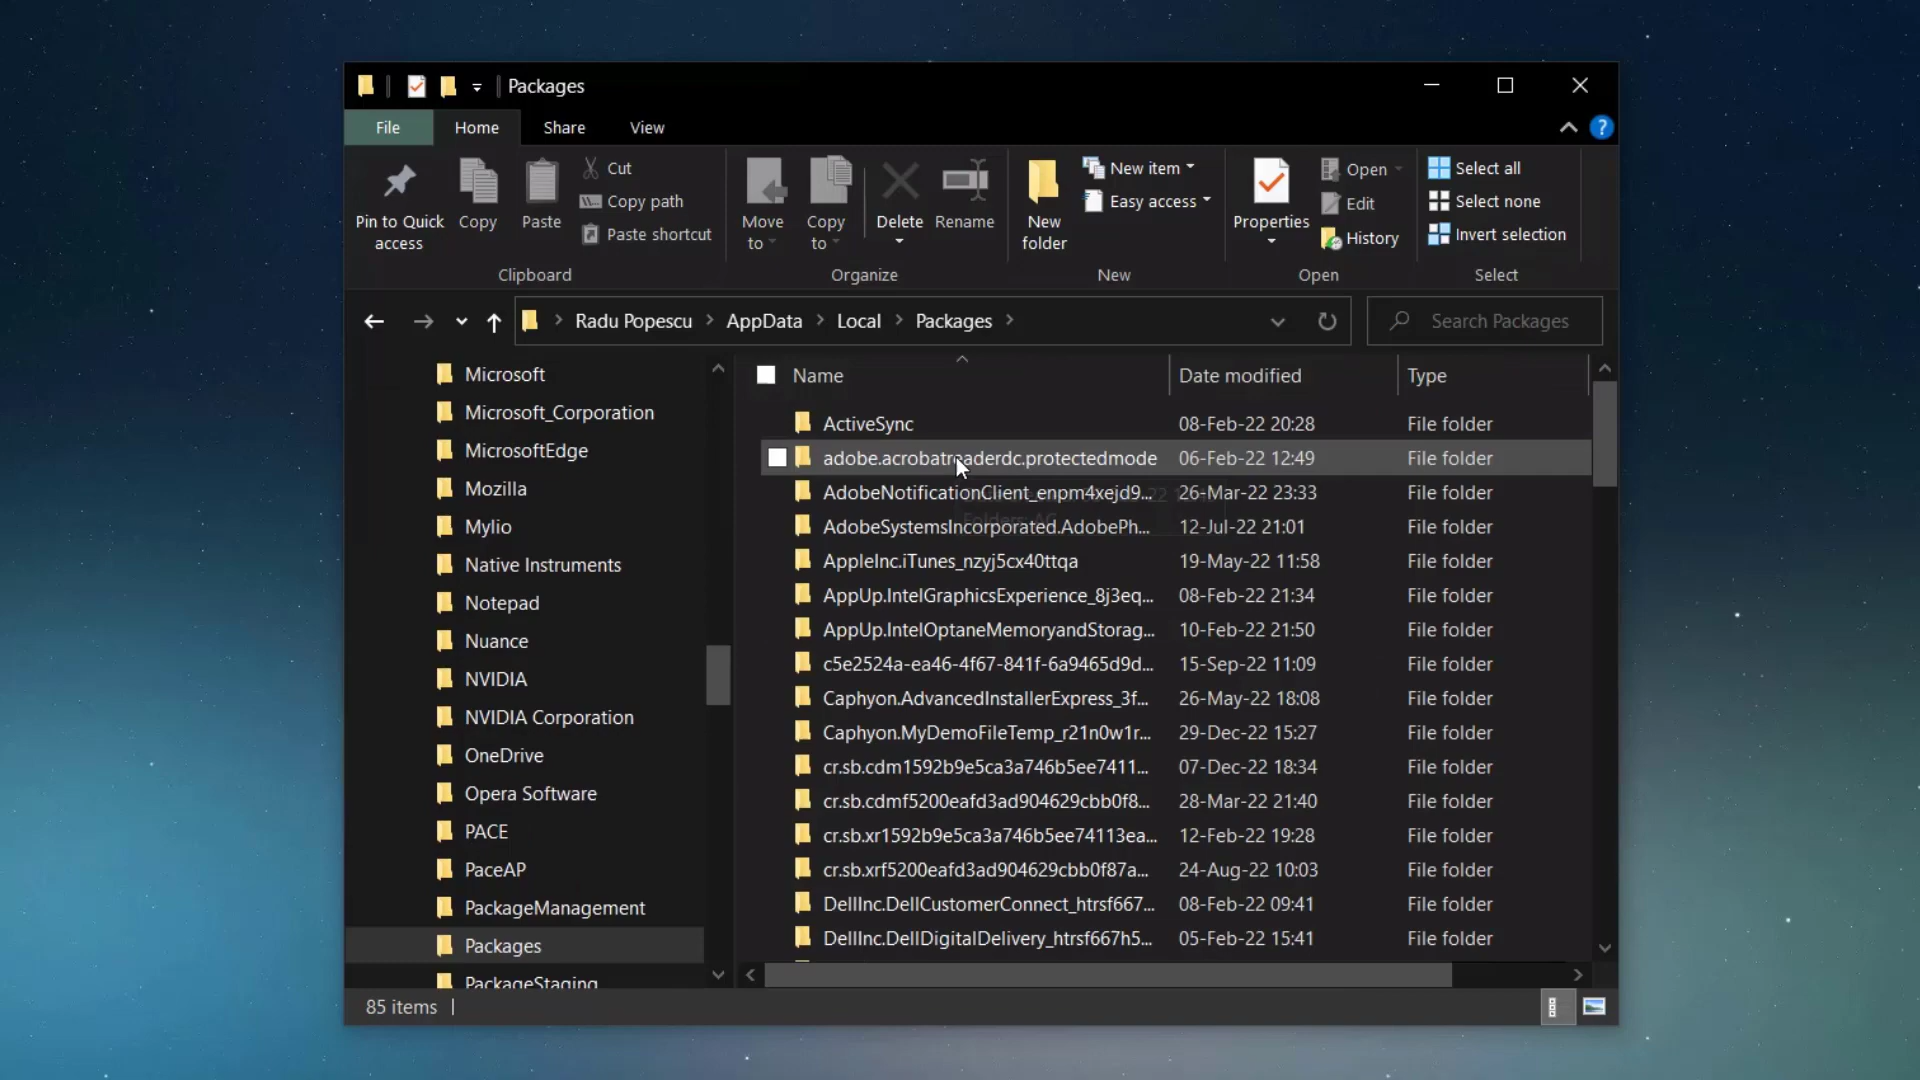 Packages
File Home Share View
Pin to Quick access
Copy
Paste
Cut
Copy path
Paste shortcut
Clipboard
Move to
Copy to
Delete
Rename
Organize
New folder
New item
Easy access
New
Properties
Open
Edit
History
Open
Select all
Select none
Invert selection
Select
Radu Popescu > AppData > Local > Packages >
Search Packages
Microsoft
Microsoft_Corporation
MicrosoftEdge
Mozilla
Mylio
Native Instruments
Notepad
Nuance
NVIDIA
NVIDIA Corporation
OneDrive
Opera Software
PACE
PaceAP
PackageManagement
Packages
PackageStaging
Name Date modified Type
ActiveSync 08-Feb-22 20:28 File folder
adobe.acrobatreaderdc.protectedmode 06-Feb-22 12:49 File folder
AdobeNotificationClient_enpm4xejd9... 26-Mar-22 23:33 File folder
AdobeSystemsIncorporated.AdobePh... 12-Jul-22 21:01 File folder
AppleInc.iTunes_nzyj5cx40ttqa 19-May-22 11:58 File folder
AppUp.IntelGraphicsExperience_8j3eq... 08-Feb-22 21:34 File folder
AppUp.IntelOptaneMemoryandStorag... 10-Feb-22 21:50 File folder
c5e2524a-ea46-4f67-841f-6a9465d9d... 15-Sep-22 11:09 File folder
Caphyon.AdvancedInstallerExpress_3f... 26-May-22 18:08 File folder
Caphyon.MyDemoFileTemp_r21n0w1r... 29-Dec-22 15:27 File folder
cr.sb.cdm1592b9e5ca3a746b5ee7411... 07-Dec-22 18:34 File folder
cr.sb.cdmf5200eafd3ad904629cbb0f8... 28-Mar-22 21:40 File folder
cr.sb.xr1592b9e5ca3a746b5ee74113ea... 12-Feb-22 19:28 File folder
cr.sb.xrf5200eafd3ad904629cbb0f87a... 24-Aug-22 10:03 File folder
DellInc.DellCustomerConnect_htrsf667... 08-Feb-22 09:41 File folder
DellInc.DellDigitalDelivery_htrsf667h5... 05-Feb-22 15:41 File folder
85 items